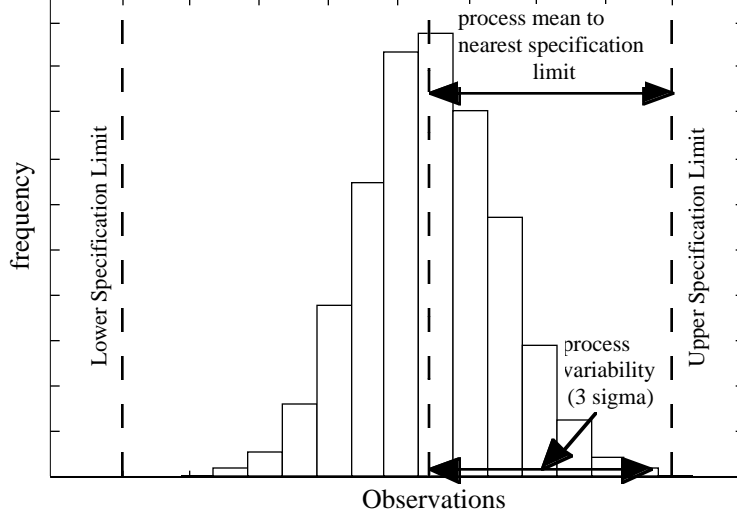 process mean to
nearest specification
limit
Lower Specification Limit
Upper Specification Limit
frequency
process
variability
(3 sigma)
Observations